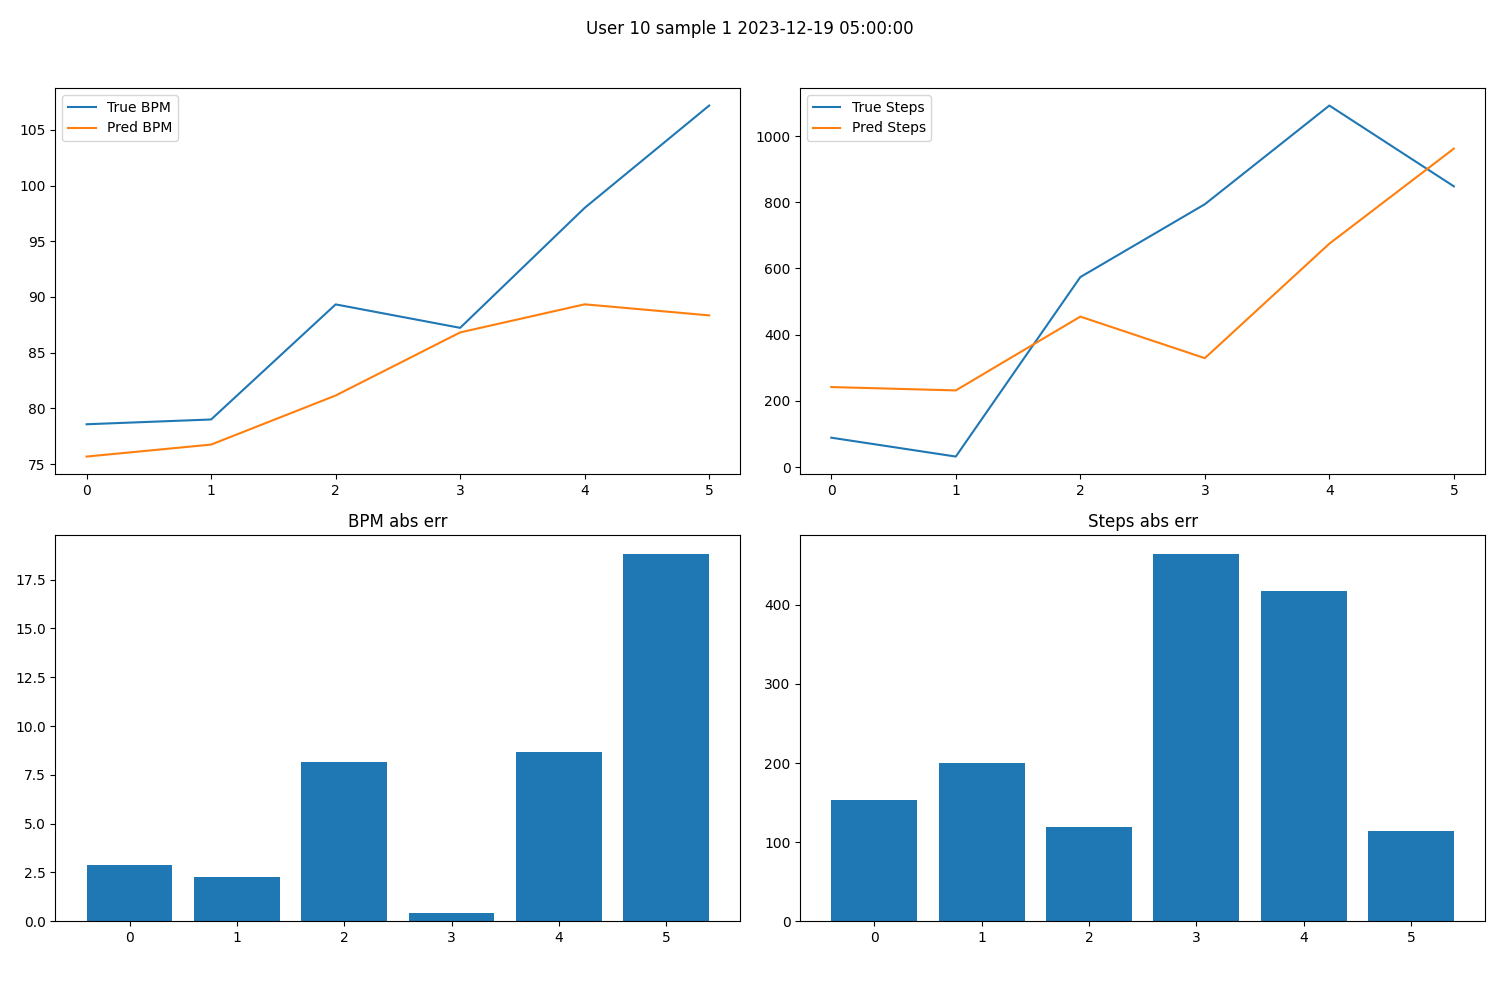 User 10 sample 1 2023-12-19 05:00:00
True BPM
Pred BPM
105
100
95
90
85
80
75
0 1 2 3 4 5
True Steps
Pred Steps
1000
800
600
400
200
0
0 1 2 3 4 5
BPM abs err
17.5
15.0
12.5
10.0
7.5
5.0
2.5
0.0
0 1 2 3 4 5
Steps abs err
400
300
200
100
0
0 1 2 3 4 5